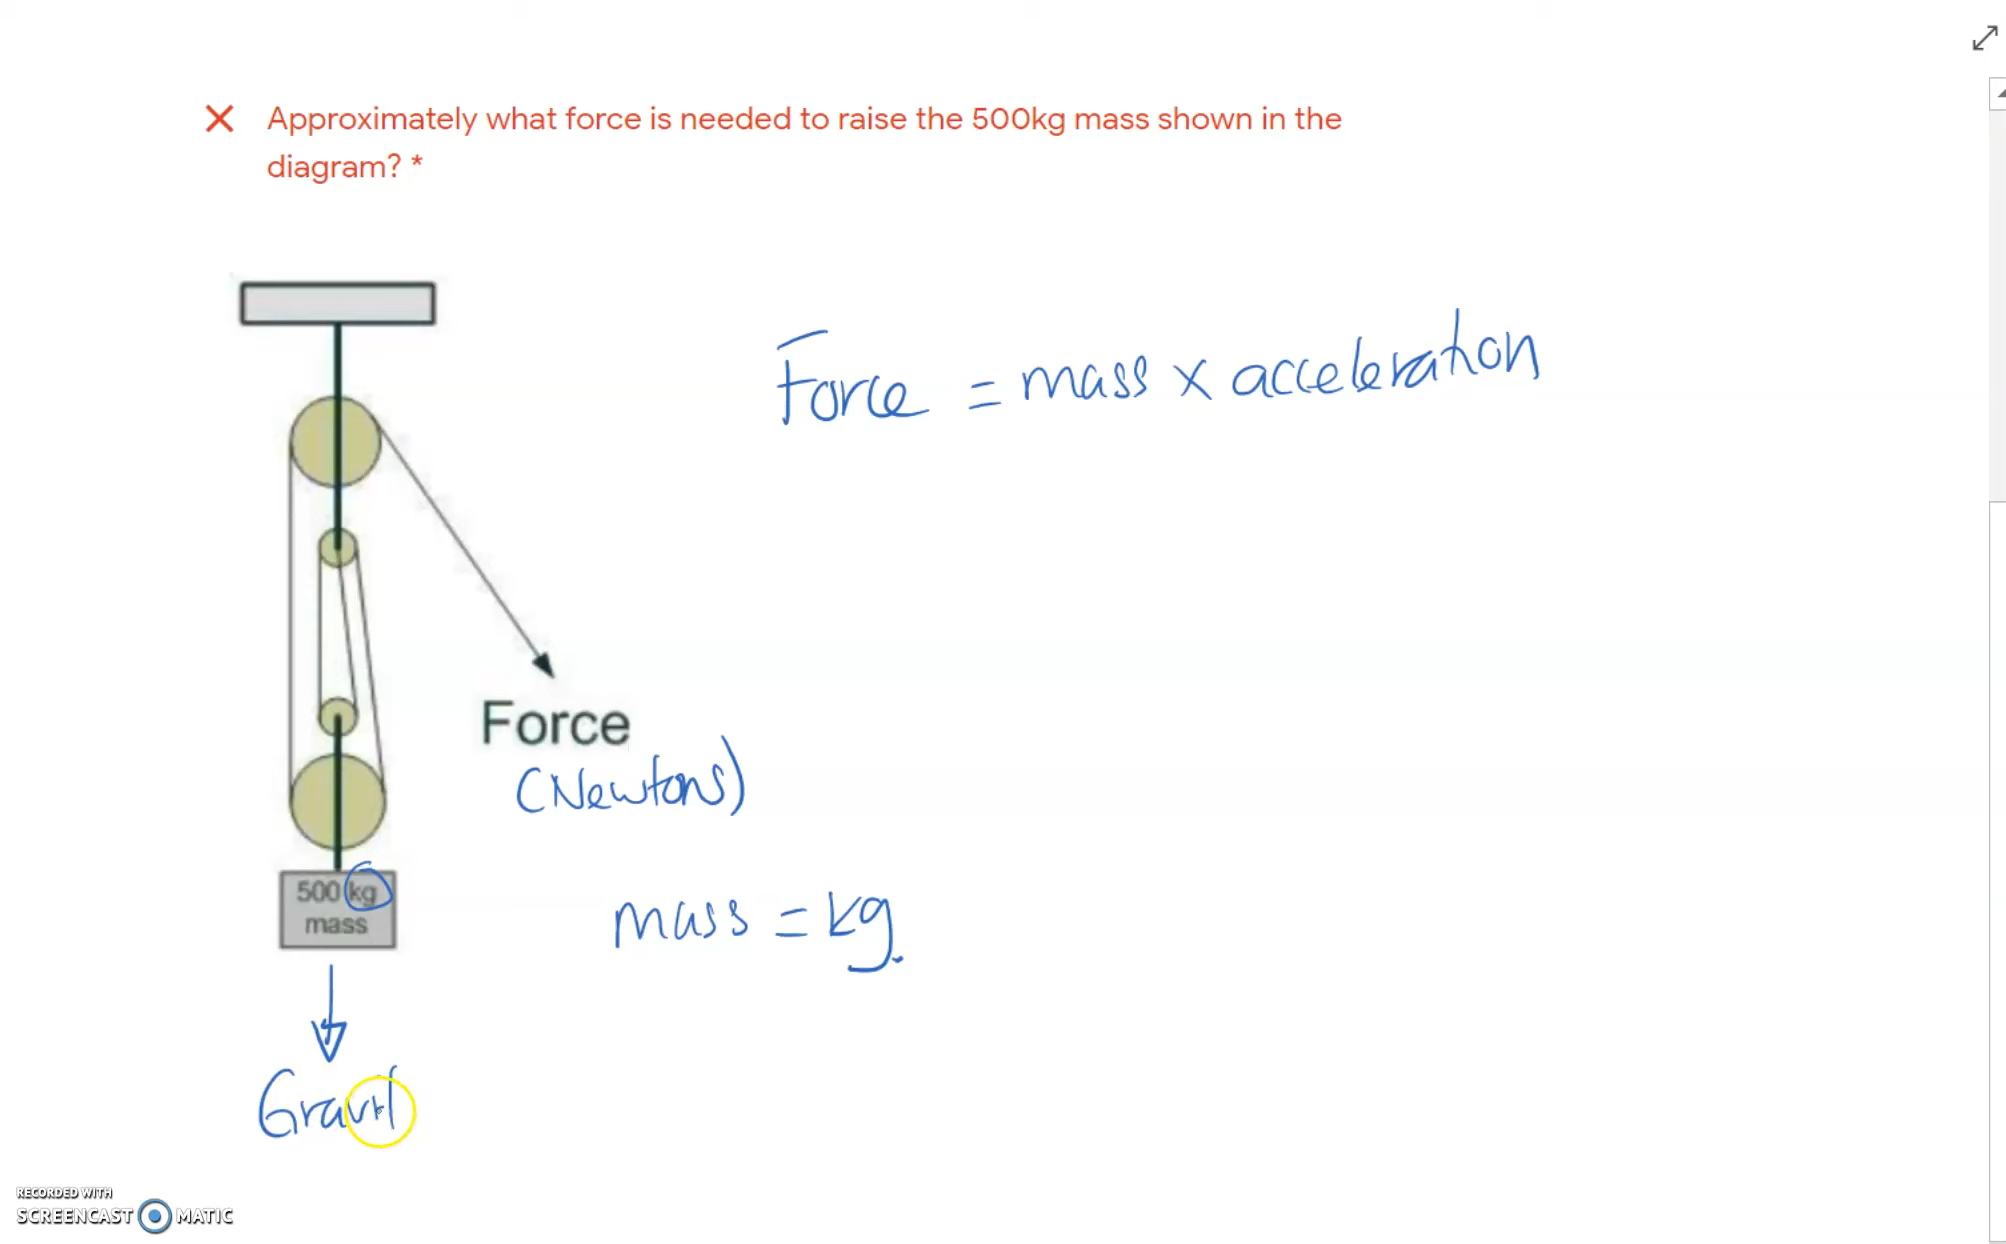 Approximately what force is needed to raise the 500kg mass shown in the
diagram? *
Force = mass x acceleration
Force
(Newtons)
500 kg
mass
mass = kg.
Gravit
RECORDED WITH
SCREENCAST MATIC